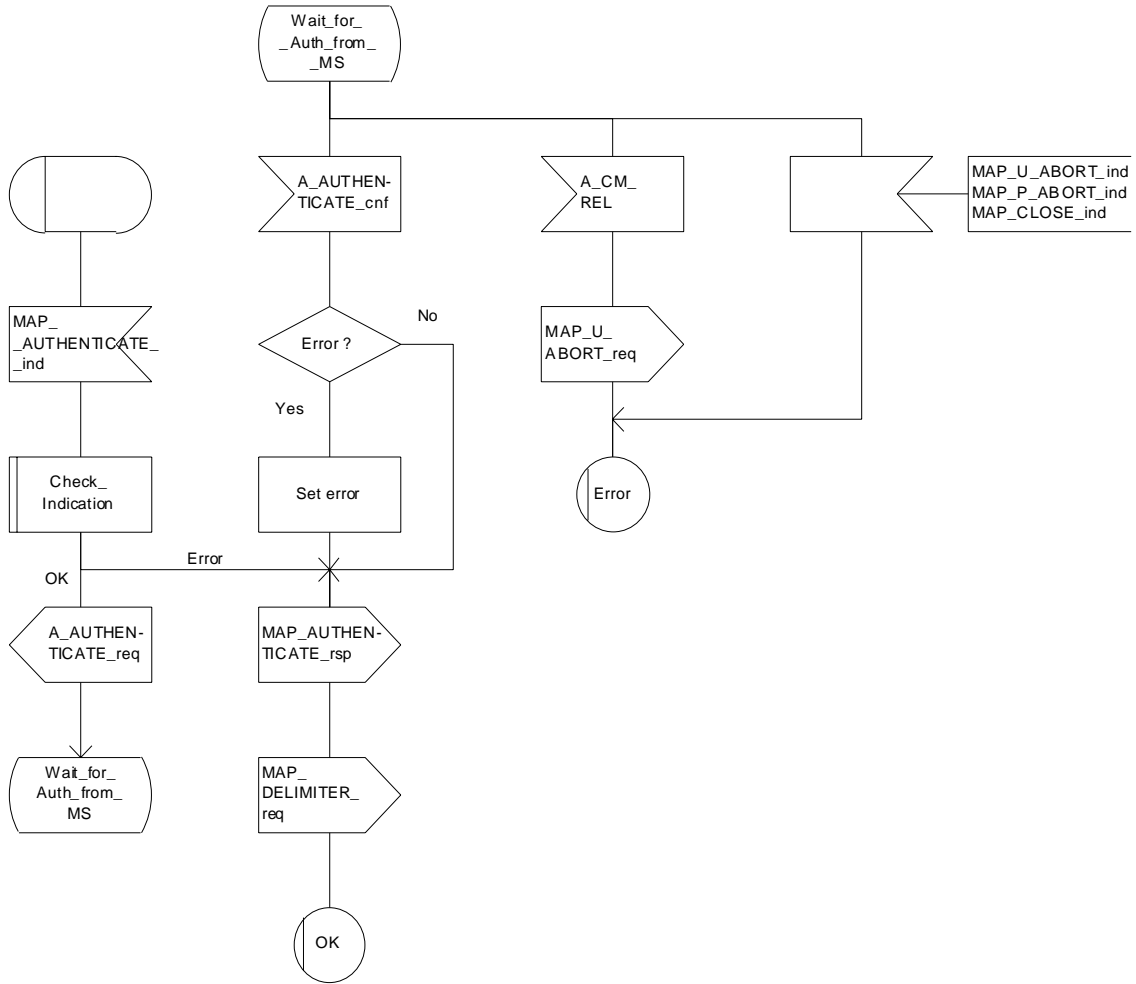 Wait_for_
_Auth_from_
_MS
A_AUTHEN-
TICATE_cnf
A_CM_
REL
MAP_U_ABORT_ind
MAP_P_ABORT_ind
MAP_CLOSE_ind
MAP_
_AUTHENTICATE_
_ind
Error ?
No
Yes
MAP_U_
ABORT_req
Check_
Indication
Set error
Error
Error
OK
A_AUTHEN-
TICATE_req
MAP_AUTHEN-
TICATE_rsp
Wait_for_
Auth_from_
MS
MAP_
DELIMITER_
req
OK